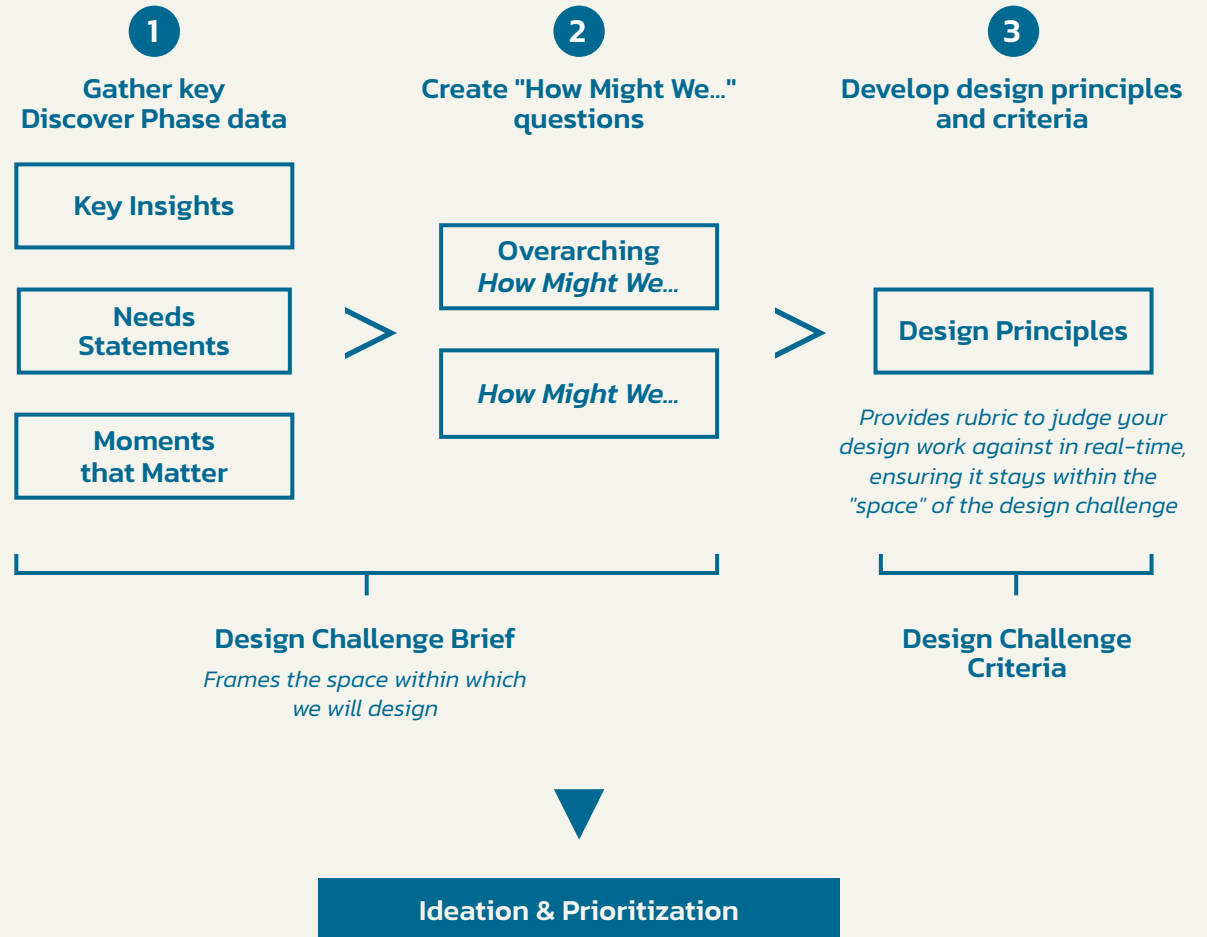 1
Gather key
Discover Phase data
Key Insights
Needs
Statements
Moments
that Matter
2
Create "How Might We..."
questions
Overarching
How Might We...
How Might We...
3
Develop design principles
and criteria
Design Principles
Provides rubric to judge your
design work against in real-time,
ensuring it stays within the
"space" of the design challenge
Design Challenge Brief
Frames the space within which
we will design
Design Challenge
Criteria
Ideation & Prioritization